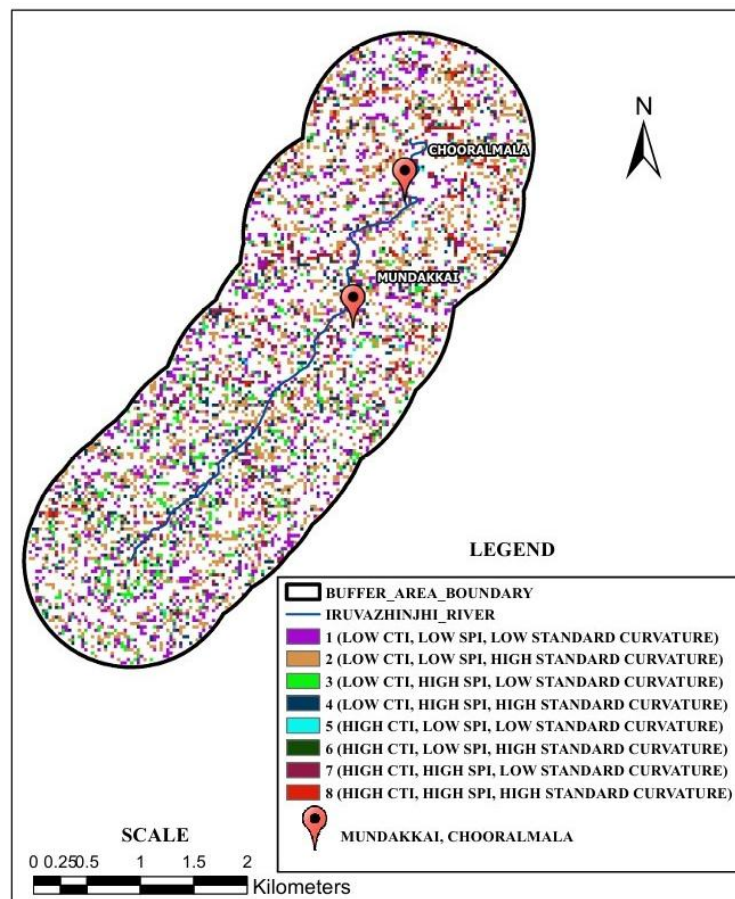 N
CHOORALMALA
MUNDAKKAI
LEGEND
BUFFER_AREA_BOUNDARY
IRUVAZHINJHI_RIVER
1 (LOW CTI, LOW SPI, LOW STANDARD CURVATURE)
2 (LOW CTI, LOW SPI, HIGH STANDARD CURVATURE)
3 (LOW CTI, HIGH SPI, LOW STANDARD CURVATURE)
4 (LOW CTI, HIGH SPI, HIGH STANDARD CURVATURE)
5 (HIGH CTI, LOW SPI, LOW STANDARD CURVATURE)
6 (HIGH CTI, LOW SPI, HIGH STANDARD CURVATURE)
7 (HIGH CTI, HIGH SPI, LOW STANDARD CURVATURE)
8 (HIGH CTI, HIGH SPI, HIGH STANDARD CURVATURE)
MUNDAKKAI, CHOORALMALA
SCALE
0 0.25 0.5 1 1.5 2
Kilometers